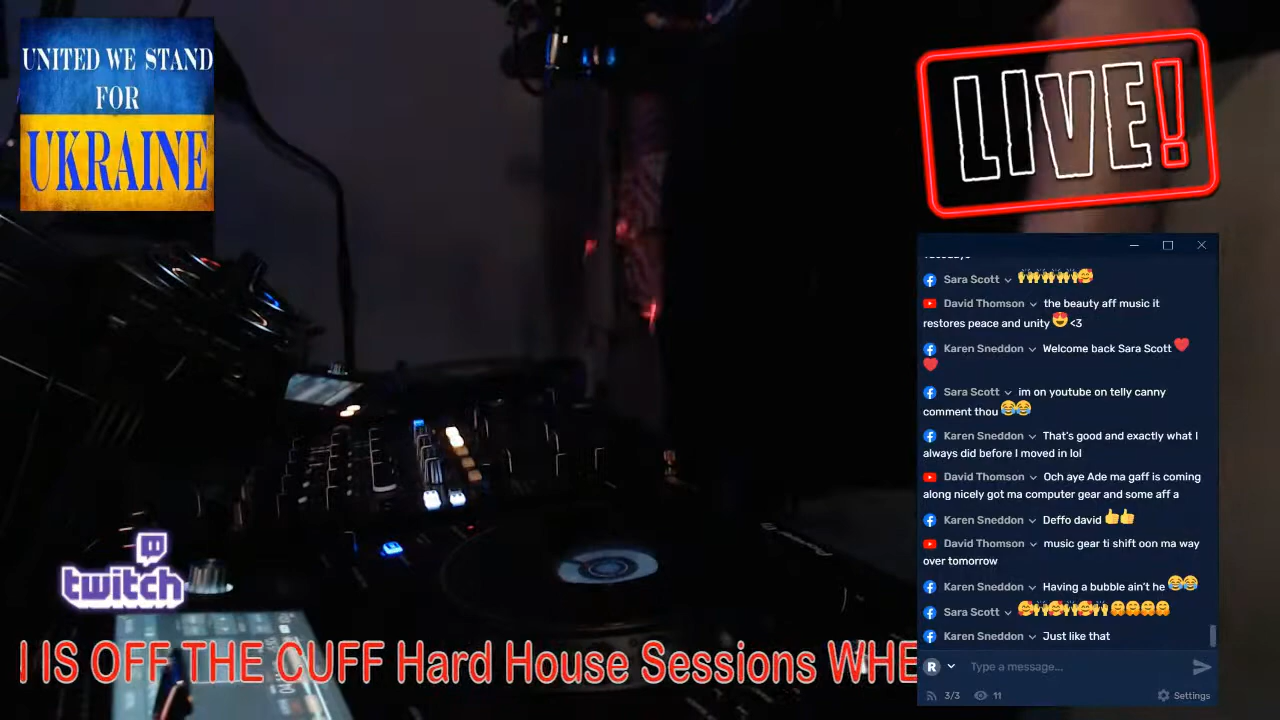 UNITED WE STAND
FOR
UKRAINE
LIVE!
Sara Scott
David Thomson the beauty aff music it
restores peace and unity <3
Karen Sneddon Welcome back Sara Scott
Sara Scott im on youtube on telly canny
comment thou
Karen Sneddon That's good and exactly what I
always did before I moved in lol
David Thomson Och aye Ade ma gaff is coming
along nicely got ma computer gear and some aff a
Karen Sneddon Deffo david
David Thomson music gear ti shift oon ma way
over tomorrow
Karen Sneddon Having a bubble ain't he
Sara Scott
Karen Sneddon Just like that
R Type a message...
3/3 11 Settings
twitch
IS OFF THE CUFF Hard House Sessions WHE